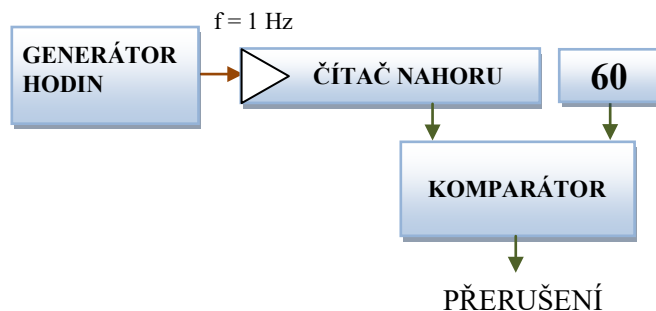 f = 1 Hz
GENERÁTOR
HODIN
ČÍTAČ NAHORU
60
KOMPARÁTOR
PŘERUŠENÍ